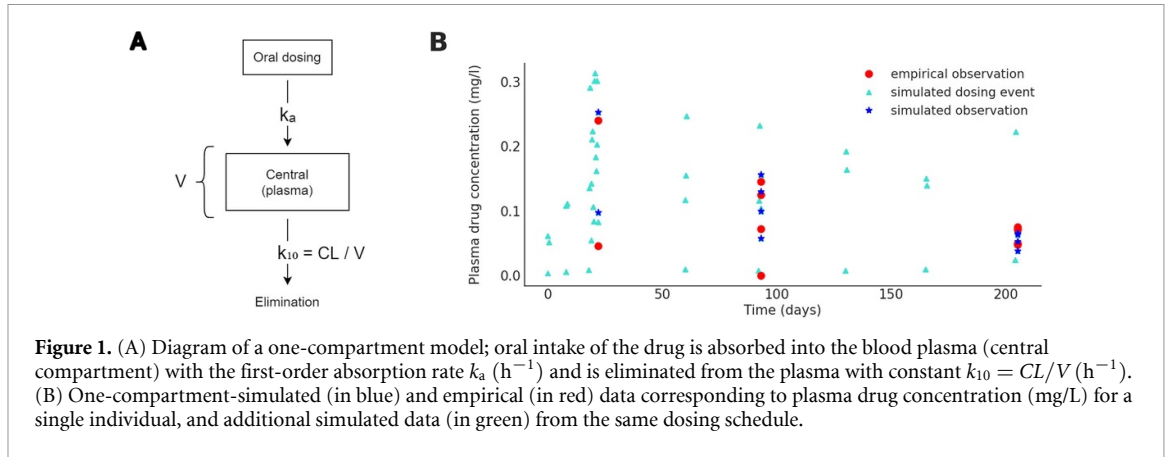 A
Oral dosing
kₐ
V
Central
(plasma)
k₁₀ = CL / V
Elimination
B
Plasma drug concentration (mg/l)
0.3
0.2
0.1
0.0
0
50
100
150
200
Time (days)
empirical observation
simulated dosing event
simulated observation
Figure 1. (A) Diagram of a one-compartment model; oral intake of the drug is absorbed into the blood plasma (central
compartment) with the first-order absorption rate kₐ (h⁻¹) and is eliminated from the plasma with constant k₁₀ = CL/V (h⁻¹).
(B) One-compartment-simulated (in blue) and empirical (in red) data corresponding to plasma drug concentration (mg/L) for a
single individual, and additional simulated data (in green) from the same dosing schedule.